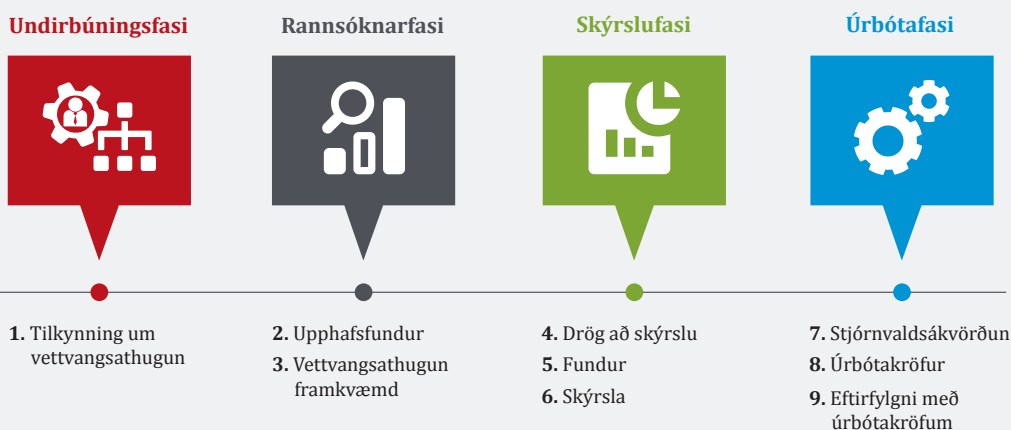 Undirbúningsfasi
Rannsóknarfasi
Skýrslufasi
Úrbótafasi
1. Tilkynning um
vettvangsathugun
2. Upphafsfundur
3. Vettvangsathugun
framkvæmd
4. Drög að skýrslu
5. Fundur
6. Skýrsla
7. Stjórnvaldsákvörðun
8. Úrbótakröfur
9. Eftirfylgni með
úrbótakröfum